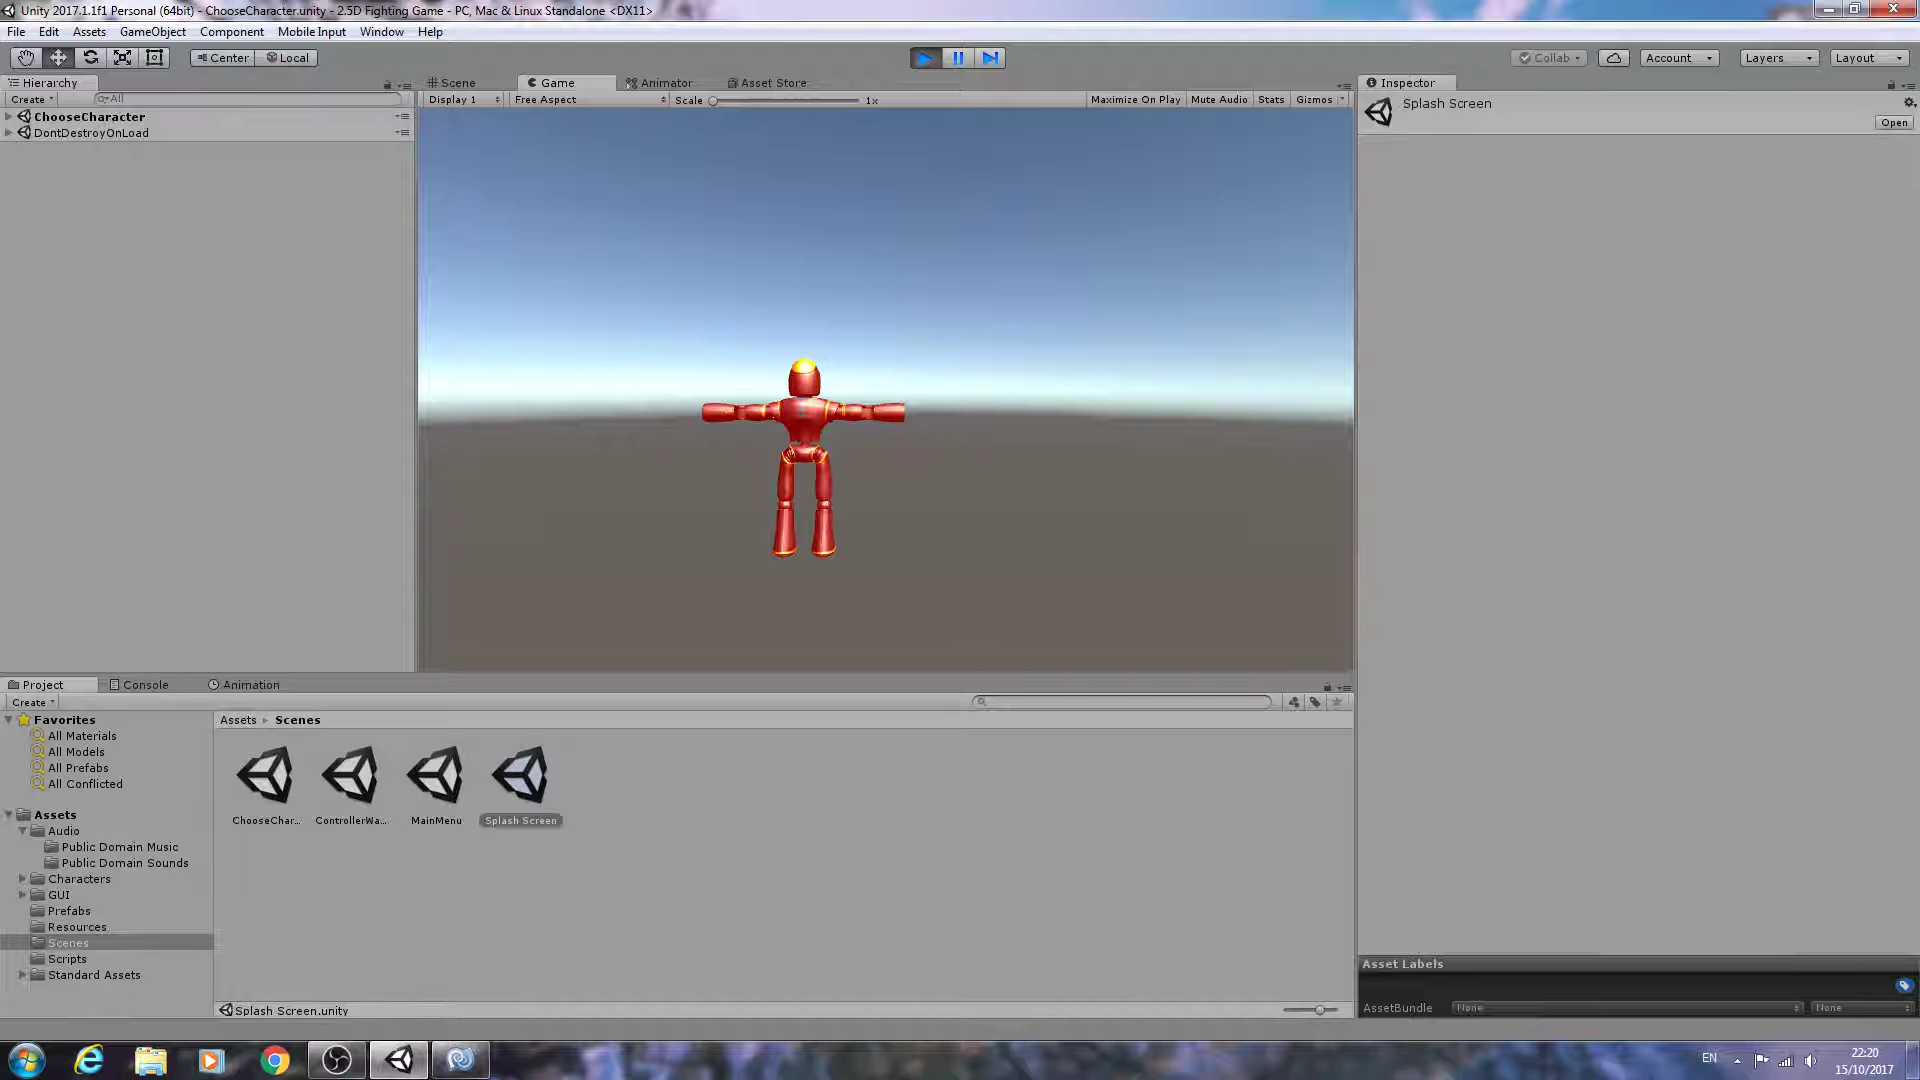 Unity 2017.1.1f1 Personal (64bit) - ChooseCharacter.unity - 2.5D Fighting Game - PC, Mac & Linux Standalone <DX11>
File Edit Assets GameObject Component Mobile Input Window Help
Center Local Collab Account Layers Layout
Hierarchy Scene Game Animator Asset Store Inspector
Create All Display 1 Free Aspect Scale 1x Maximize On Play Mute Audio Stats Gizmos Splash Screen
Open
ChooseCharacter
DontDestroyOnLoad
Project Console Animation
Create
Favorites Assets Scenes
All Materials
All Models
All Prefabs
All Conflicted
ChooseChar... ControllerWa... MainMenu Splash Screen
Assets
Audio
Public Domain Music
Public Domain Sounds
Characters
GUI
Prefabs
Resources
Scenes
Scripts
Standard Assets
Splash Screen.unity
Asset Labels
AssetBundle None None
EN 22:20
15/10/2017